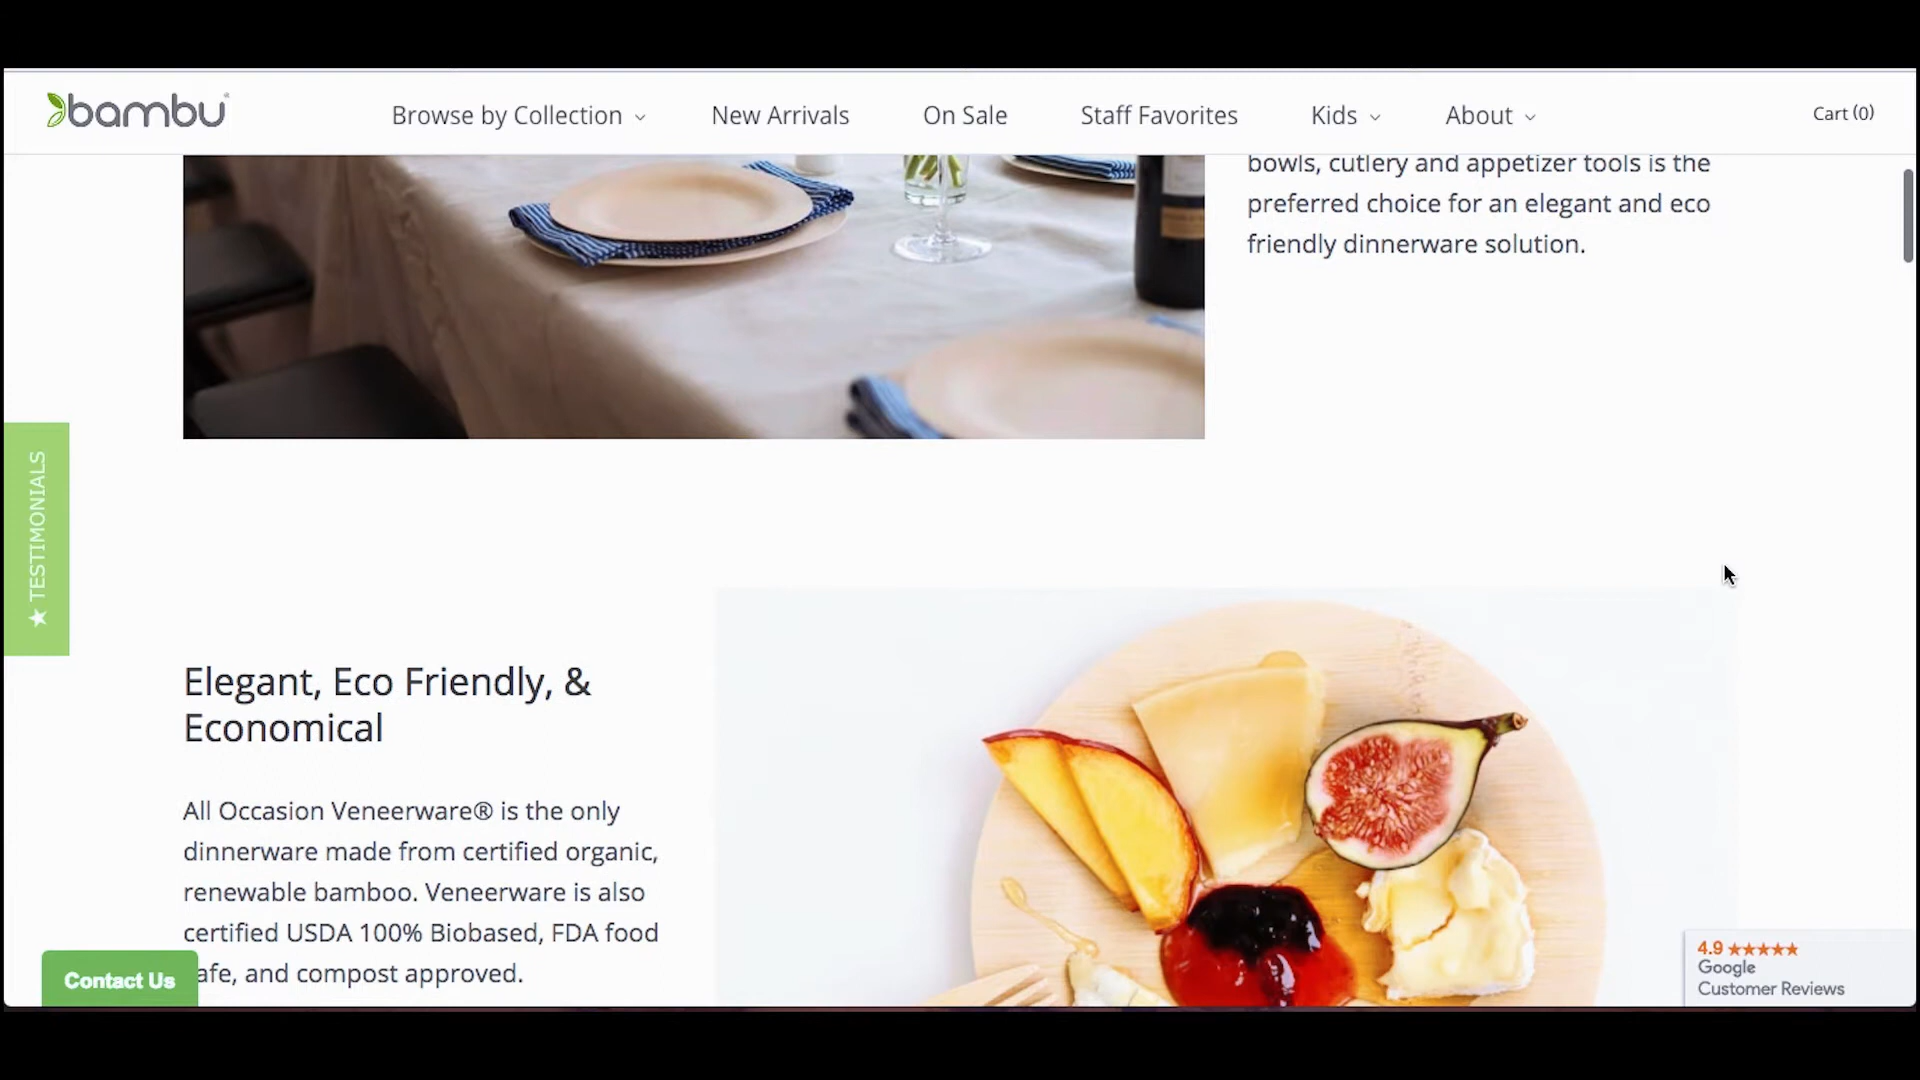 bambu®
Browse by Collection
New Arrivals
On Sale
Staff Favorites
Kids
About
Cart (0)
bowls, cutlery and appetizer tools is the
preferred choice for an elegant and eco
friendly dinnerware solution.
★ TESTIMONIALS
Elegant, Eco Friendly, &
Economical
All Occasion Veneerware® is the only
dinnerware made from certified organic,
renewable bamboo. Veneerware is also
certified USDA 100% Biobased, FDA food
afe, and compost approved.
Contact Us
4.9 ★★★★★
Google
Customer Reviews